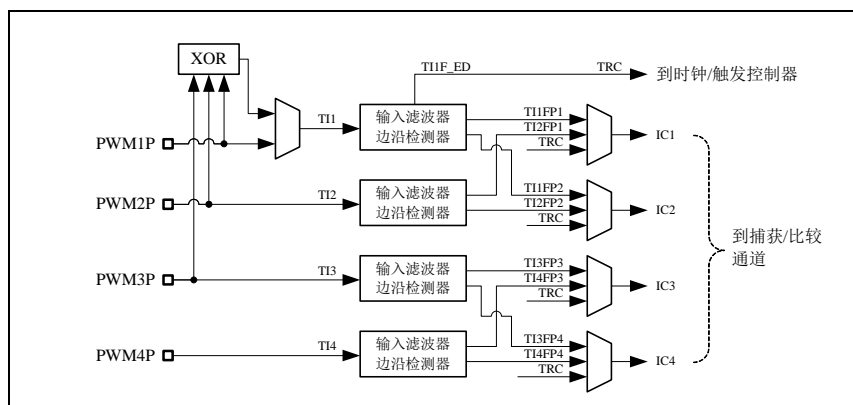 XOR
TI1F_ED
TRC
到时钟/触发控制器
PWM1P
TI1
输入滤波器
边沿检测器
TI1FP1
TI2FP1
TRC
IC1
PWM2P
TI2
输入滤波器
边沿检测器
TI1FP2
TI2FP2
TRC
IC2
到捕获/比较
通道
PWM3P
TI3
输入滤波器
边沿检测器
TI3FP3
TI4FP3
TRC
IC3
PWM4P
TI4
输入滤波器
边沿检测器
TI3FP4
TI4FP4
TRC
IC4